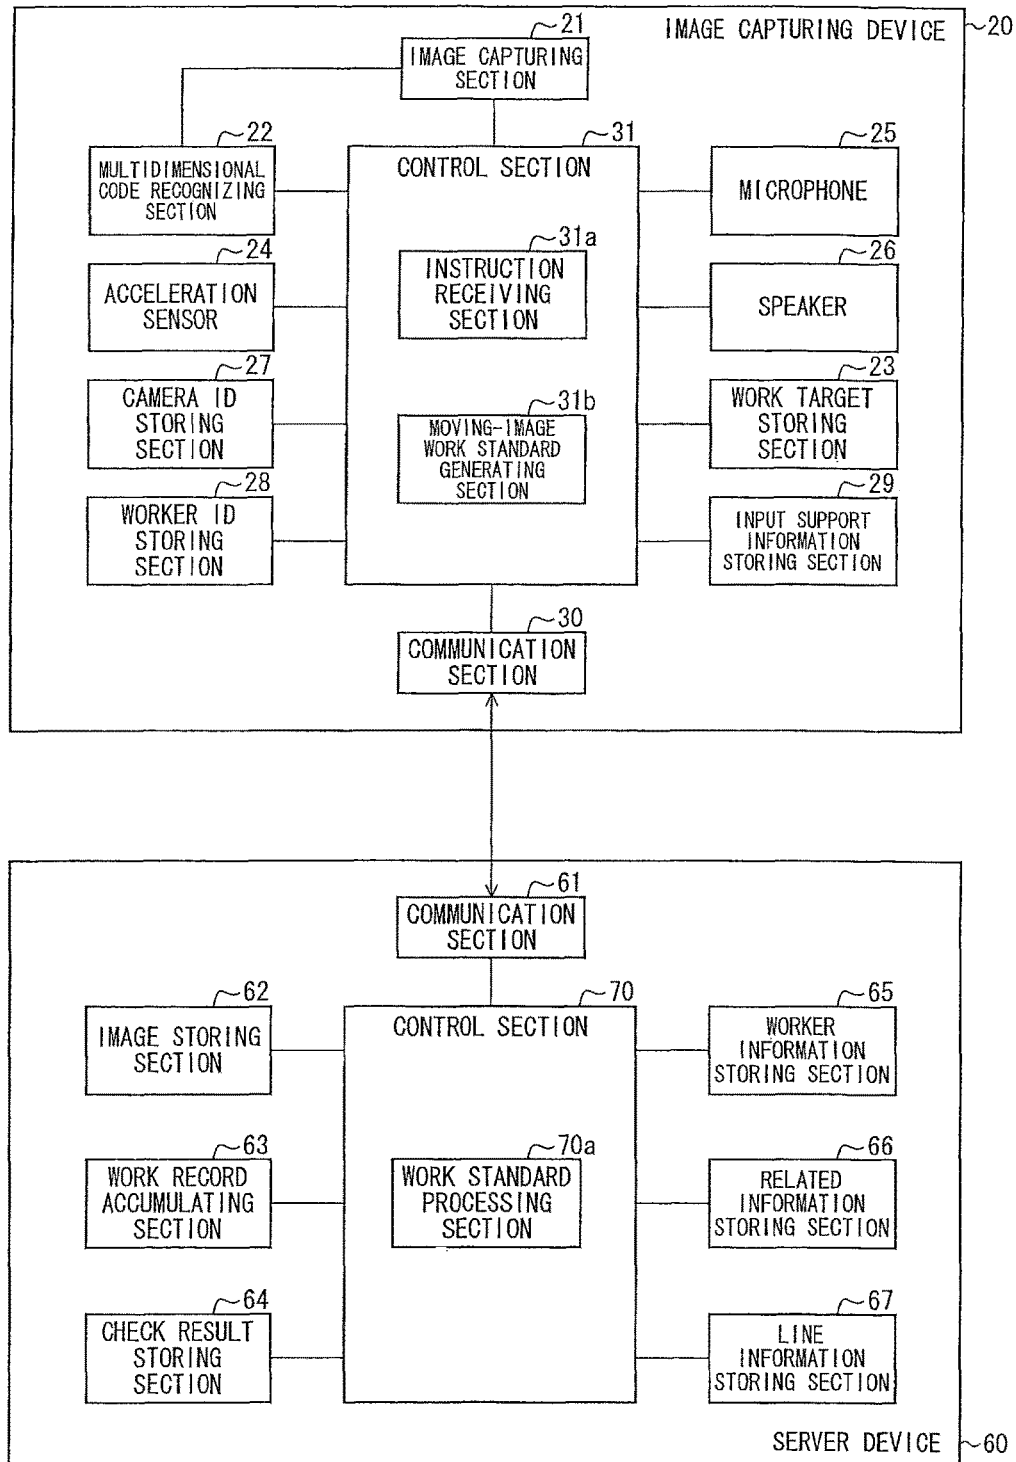 IMAGE CAPTURING DEVICE
20
21
IMAGE CAPTURING
SECTION
22
MULTIDIMENSIONAL
CODE RECOGNIZING
SECTION
31
CONTROL SECTION
25
MICROPHONE
24
ACCELERATION
SENSOR
31a
INSTRUCTION
RECEIVING
SECTION
26
SPEAKER
27
CAMERA ID
STORING
SECTION
31b
MOVING-IMAGE
WORK STANDARD
GENERATING
SECTION
23
WORK TARGET
STORING
SECTION
28
WORKER ID
STORING
SECTION
29
INPUT SUPPORT
INFORMATION
STORING SECTION
30
COMMUNICATION
SECTION
61
COMMUNICATION
SECTION
62
IMAGE STORING
SECTION
70
CONTROL SECTION
65
WORKER
INFORMATION
STORING SECTION
63
WORK RECORD
ACCUMULATING
SECTION
70a
WORK STANDARD
PROCESSING
SECTION
66
RELATED
INFORMATION
STORING SECTION
64
CHECK RESULT
STORING
SECTION
67
LINE
INFORMATION
STORING SECTION
SERVER DEVICE
60